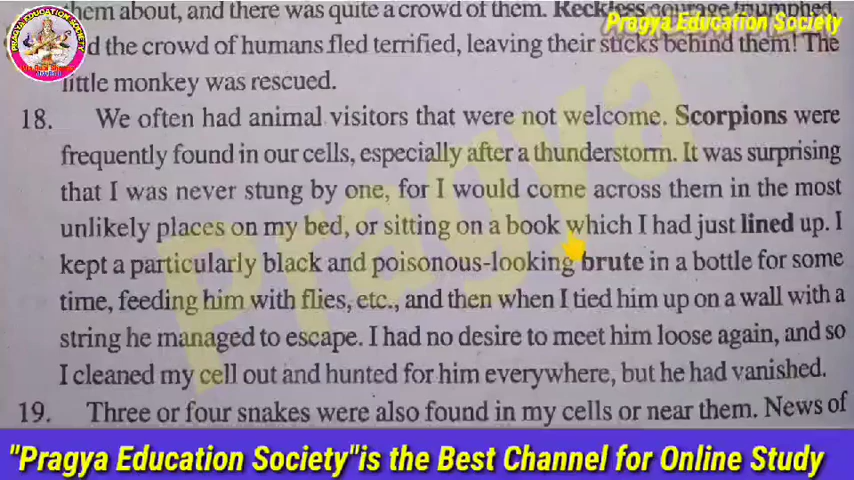 them about, and there was quite a crowd of them. Reckless courage triumphed,
Pragya Education Society
the crowd of humans fled terrified, leaving their sticks behind them! The
little monkey was rescued.
18. We often had animal visitors that were not welcome. Scorpions were
frequently found in our cells, especially after a thunderstorm. It was surprising
that I was never stung by one, for I would come across them in the most
unlikely places on my bed, or sitting on a book which I had just lined up. I
kept a particularly black and poisonous-looking brute in a bottle for some
time, feeding him with flies, etc., and then when I tied him up on a wall with a
string he managed to escape. I had no desire to meet him loose again, and so
I cleaned my cell out and hunted for him everywhere, but he had vanished.
19. Three or four snakes were also found in my cells or near them. News of
Pragya
"Pragya Education Society"is the Best Channel for Online Study